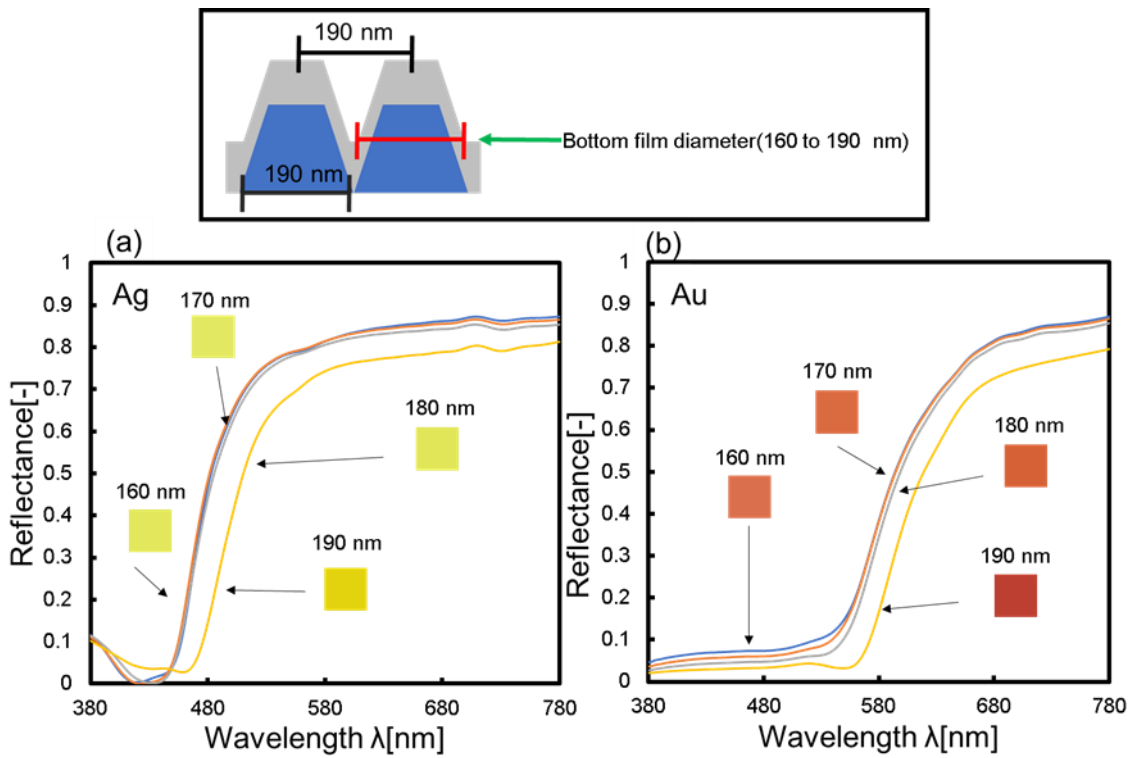 190 nm
Bottom film diameter(160 to 190 nm)
190 nm
(a)
Ag
170 nm
180 nm
160 nm
190 nm
Reflectance[-]
1
0.9
0.8
0.7
0.6
0.5
0.4
0.3
0.2
0.1
0
380
480
580
680
780
Wavelength λ[nm]
(b)
Au
170 nm
180 nm
160 nm
190 nm
Reflectance[-]
1
0.9
0.8
0.7
0.6
0.5
0.4
0.3
0.2
0.1
0
380
480
580
680
780
Wavelength λ[nm]